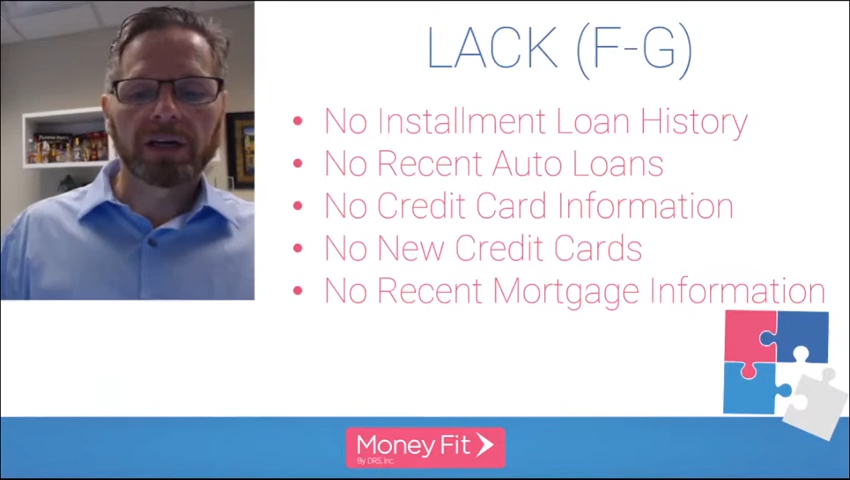 LACK (F-G)
• No Installment Loan History
• No Recent Auto Loans
• No Credit Card Information
• No New Credit Cards
• No Recent Mortgage Information
Money Fit
By DRS, Inc.